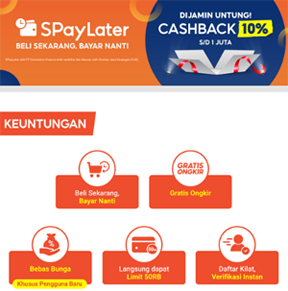 SPayLater
BELI SEKARANG, BAYAR NANTI
DIJAMIN UNTUNG!
CASHBACK 10%
S/D 1 JUTA
KEUNTUNGAN
Beli Sekarang,
Bayar Nanti
GRATIS
ONGKIR
Gratis Ongkir
Bebas Bunga
Khusus Pengguna Baru
Langsung dapat
Limit 50RB
Daftar Kilat,
Verifikasi Instan